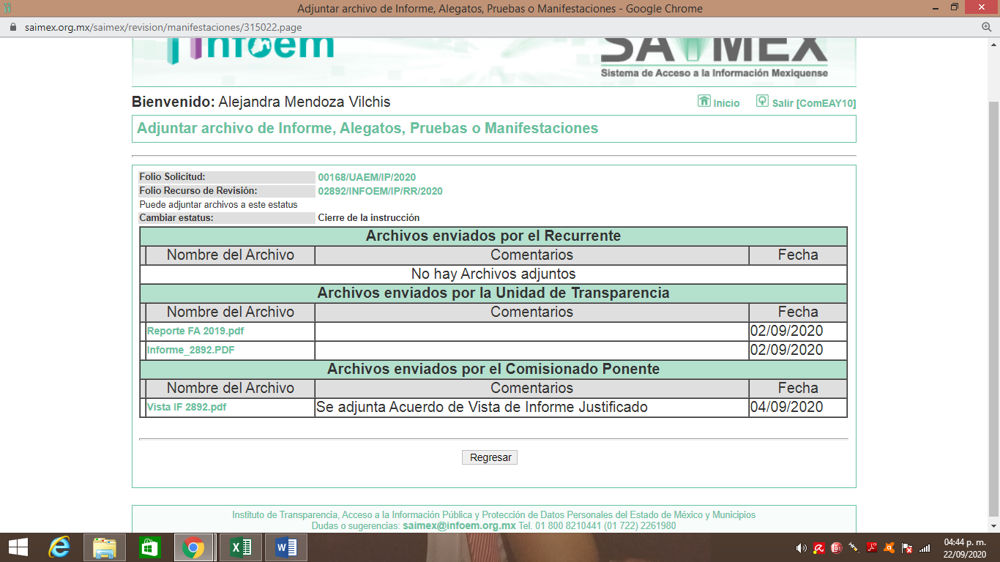 Adjuntar archivo de Informe, Alegatos, Pruebas o Manifestaciones - Google Chrome
saimex.org.mx/saimex/revision/manifestaciones/315022.page
infoem
SAIMEX
Sistema de Acceso a la Información Mexiquense
Bienvenido: Alejandra Mendoza Vilchis
Inicio Salir [ComEAY10]
Adjuntar archivo de Informe, Alegatos, Pruebas o Manifestaciones
Folio Solicitud: 00168/UAEM/IP/2020
Folio Recurso de Revisión: 02892/INFOEM/IP/RR/2020
Puede adjuntar archivos a este estatus
Cambiar estatus: Cierre de la instrucción
Archivos enviados por el Recurrente
Nombre del Archivo Comentarios Fecha
No hay Archivos adjuntos
Archivos enviados por la Unidad de Transparencia
Nombre del Archivo Comentarios Fecha
Reporte FA 2019.pdf 02/09/2020
Informe_2892.PDF 02/09/2020
Archivos enviados por el Comisionado Ponente
Nombre del Archivo Comentarios Fecha
Vista IF 2892.pdf Se adjunta Acuerdo de Vista de Informe Justificado 04/09/2020
Regresar
Instituto de Transparencia, Acceso a la Información Pública y Protección de Datos Personales del Estado de México y Municipios
Dudas o sugerencias: saimex@infoem.org.mx Tel. 01 800 8210441 (01 722) 2261980
04:44 p. m.
22/09/2020